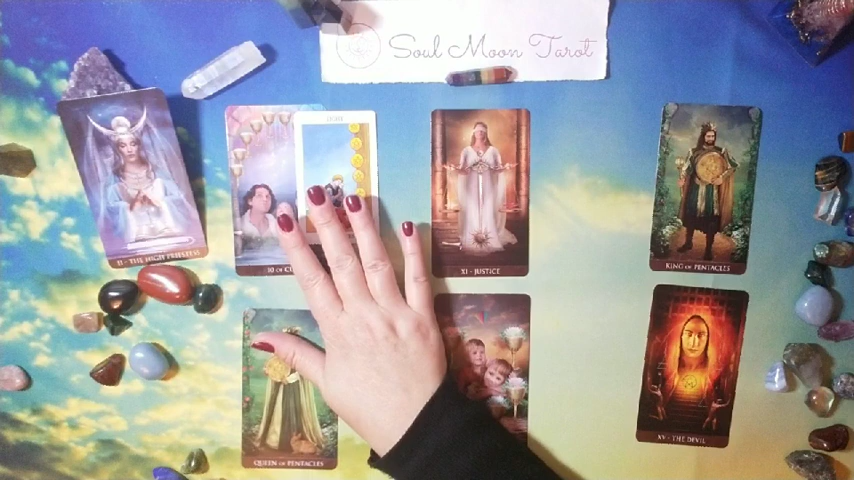 Soul Moon Tarot
II - THE HIGH PRIESTESS
XI - JUSTICE
KING OF PENTACLES
QUEEN OF PENTACLES
XV - THE DEVIL